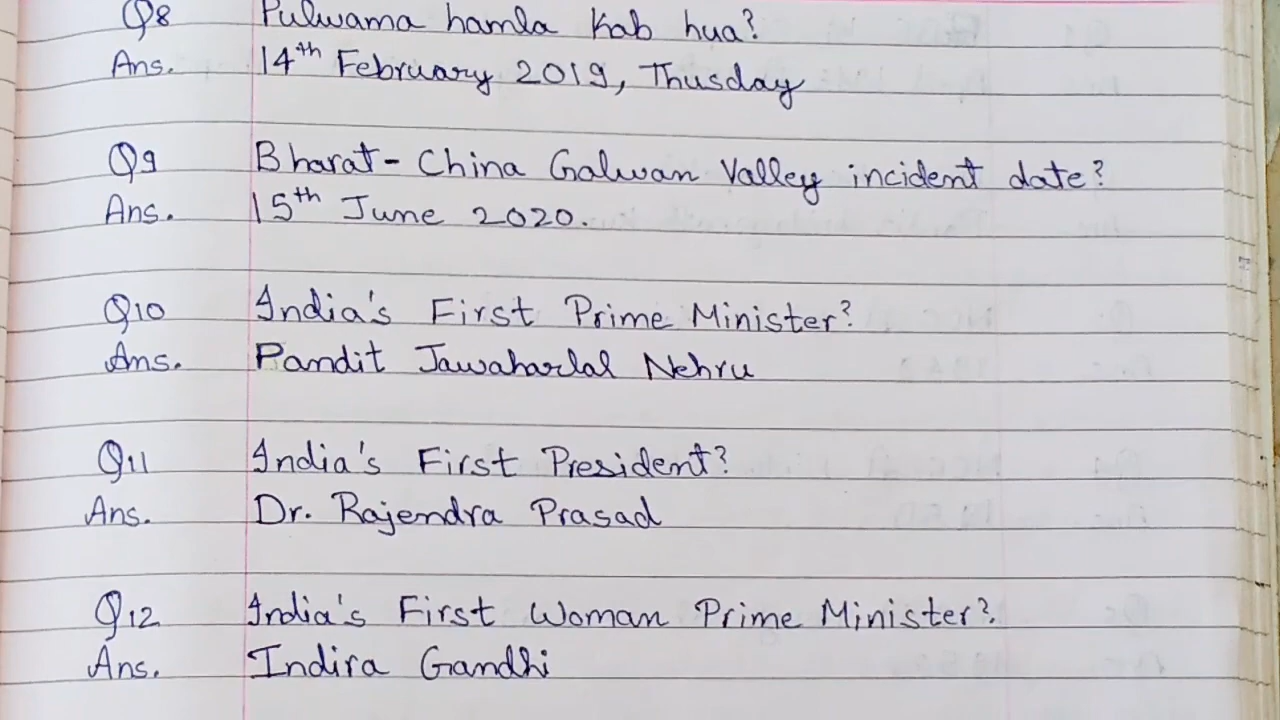 Q8 Pulwama hamla kab hua?
Ans. 14th February 2019, Thusday
Q9 Bharat-China Galwan Valley incident date?
Ans. 15th June 2020.
Q10 India's First Prime Minister?
Ans. Pandit Jawaharlal Nehru
Q11 India's First President?
Ans. Dr. Rajendra Prasad
Q12 India's First Woman Prime Minister?
Ans. Indira Gandhi